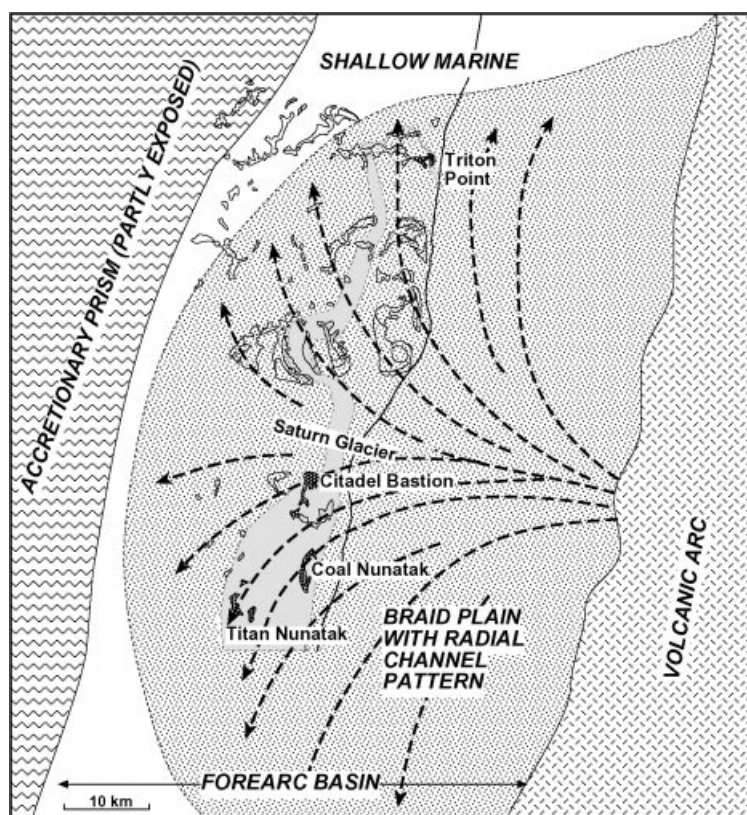 SHALLOW MARINE
ACCRETIONARY PRISM (PARTLY EXPOSED)
Triton
Point
Saturn Glacier
Citadel Bastion
Coal Nunatak
Titan Nunatak
BRAID PLAIN
WITH RADIAL
CHANNEL
PATTERN
VOLCANIC ARC
FOREARC BASIN
10 km